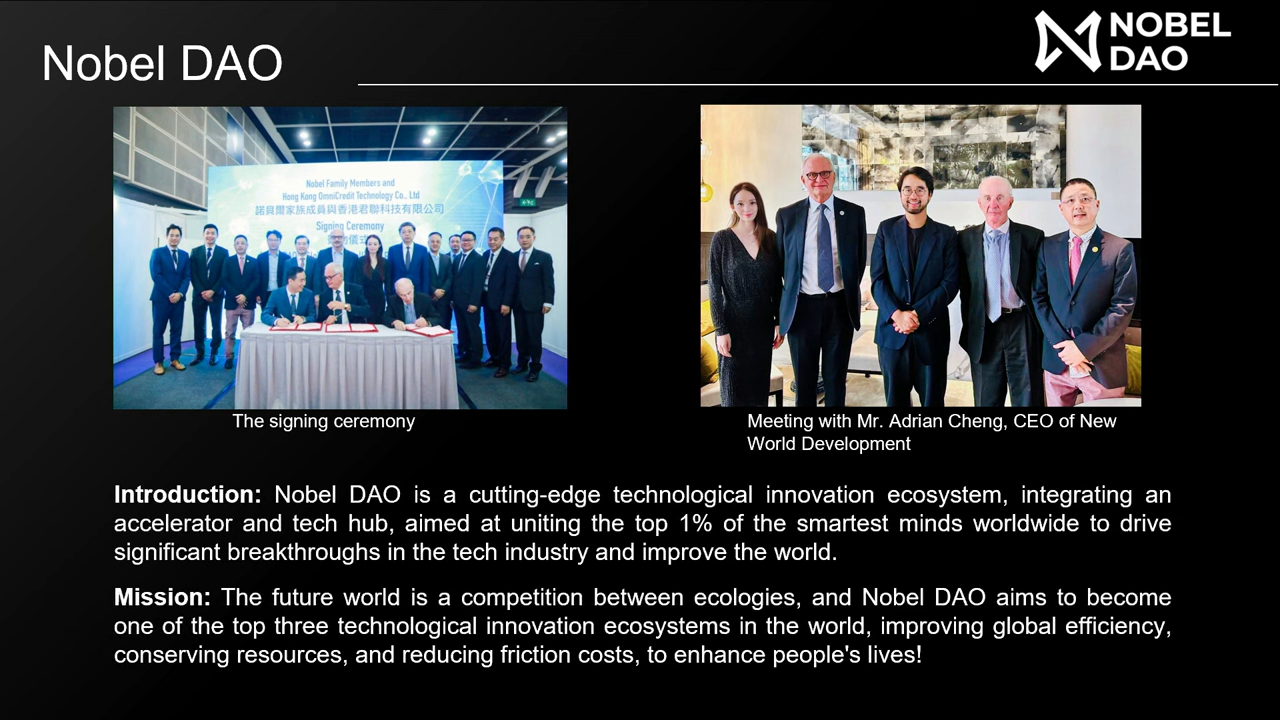 Nobel DAO
NOBEL
DAO
Nobel Family Members and
Hong Kong OmniCredit Technology Co., Ltd
諾貝爾家族成員與香港君聯科技有限公司
Signing Ceremony
The signing ceremony
Meeting with Mr. Adrian Cheng, CEO of New
World Development
Introduction: Nobel DAO is a cutting-edge technological innovation ecosystem, integrating an
accelerator and tech hub, aimed at uniting the top 1% of the smartest minds worldwide to drive
significant breakthroughs in the tech industry and improve the world.
Mission: The future world is a competition between ecologies, and Nobel DAO aims to become
one of the top three technological innovation ecosystems in the world, improving global efficiency,
conserving resources, and reducing friction costs, to enhance people's lives!